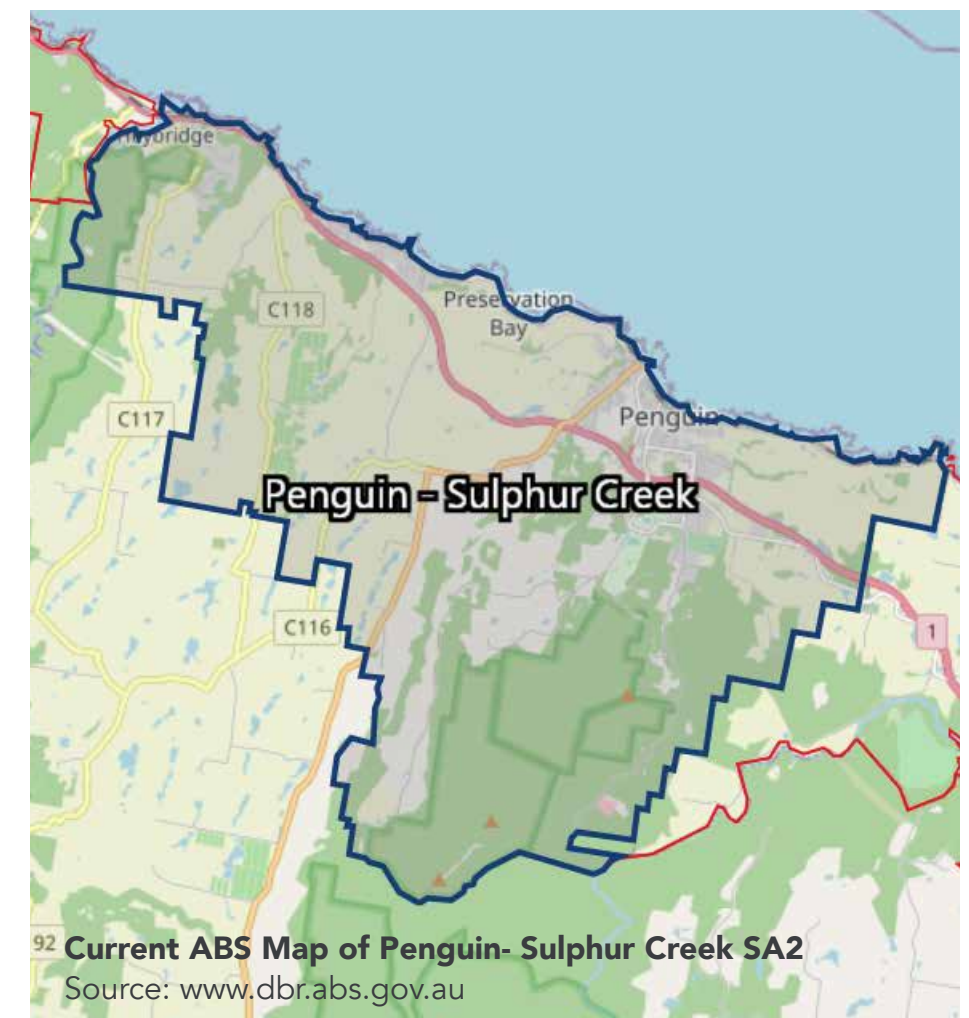 Preservation
Bay
C118
C117
Penguin
Penguin - Sulphur Creek
C116
1
92
Current ABS Map of Penguin- Sulphur Creek SA2
Source: www.dbr.abs.gov.au